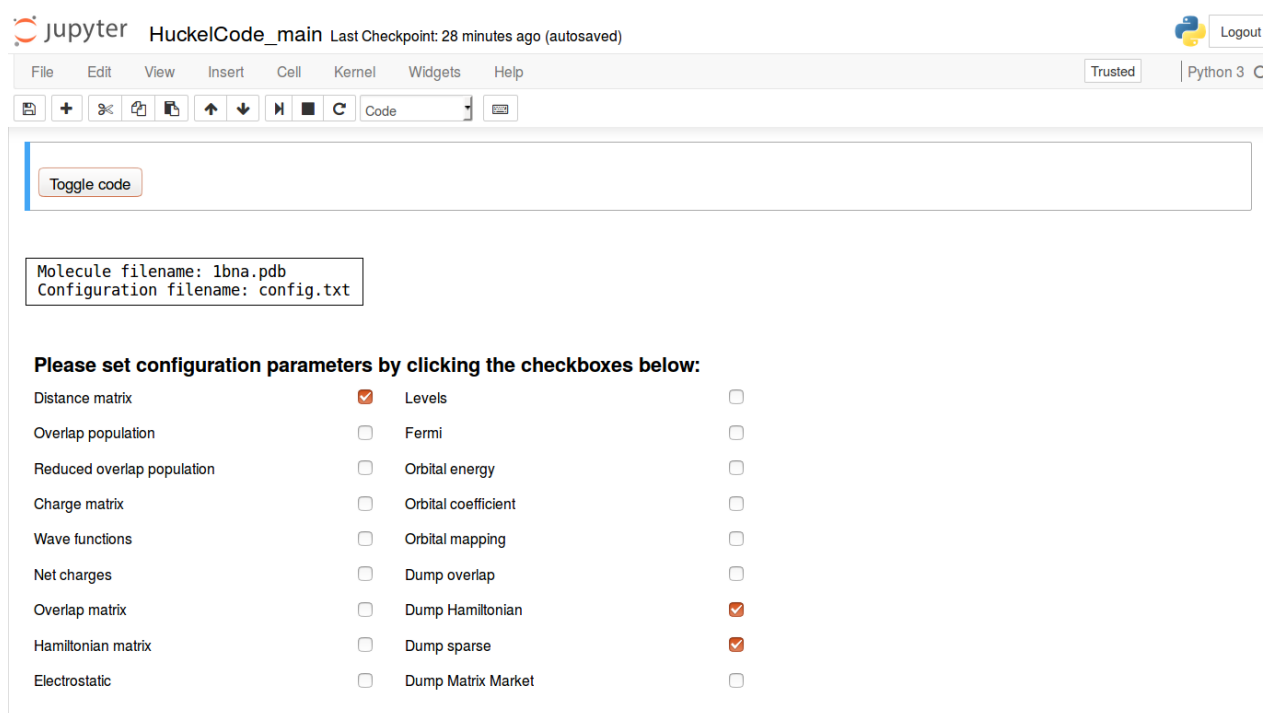 jupyter HuckelCode_main Last Checkpoint: 28 minutes ago (autosaved) Logout
File Edit View Insert Cell Kernel Widgets Help Trusted Python 3
Code
Toggle code
Molecule filename: 1bna.pdb
Configuration filename: config.txt
Please set configuration parameters by clicking the checkboxes below:
Distance matrix Levels
Overlap population Fermi
Reduced overlap population Orbital energy
Charge matrix Orbital coefficient
Wave functions Orbital mapping
Net charges Dump overlap
Overlap matrix Dump Hamiltonian
Hamiltonian matrix Dump sparse
Electrostatic Dump Matrix Market